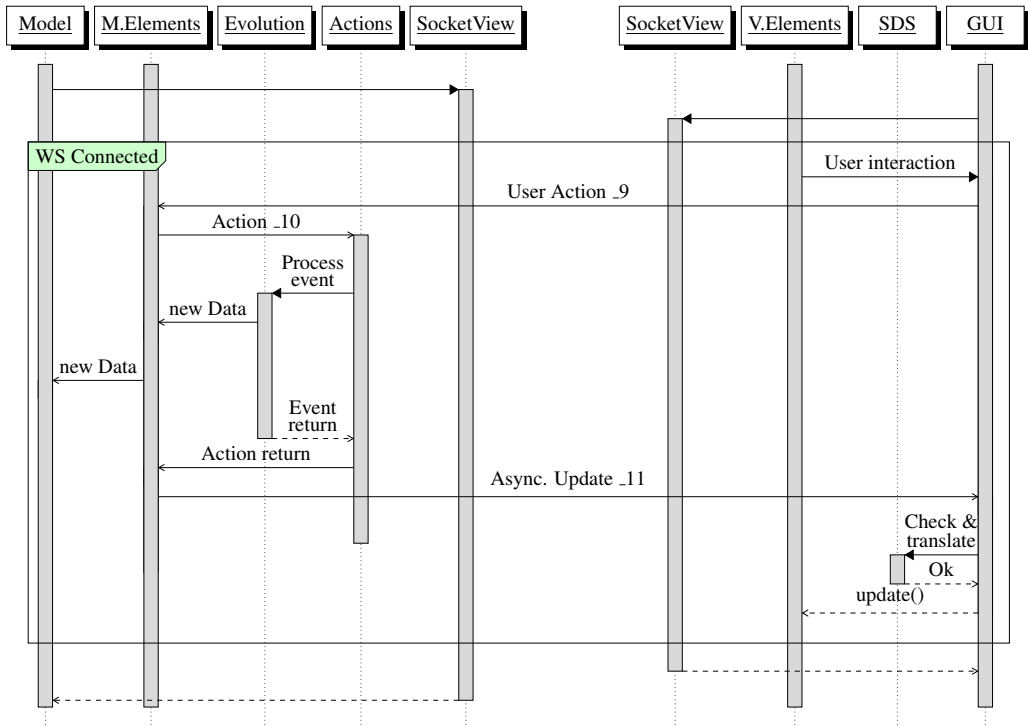 Model M.Elements Evolution Actions SocketView SocketView V.Elements SDS GUI
WS Connected
User interaction
User Action _9
Action _10
Process
event
new Data
new Data
Event
return
Action return
Async. Update _11
Check &
translate
Ok
update()